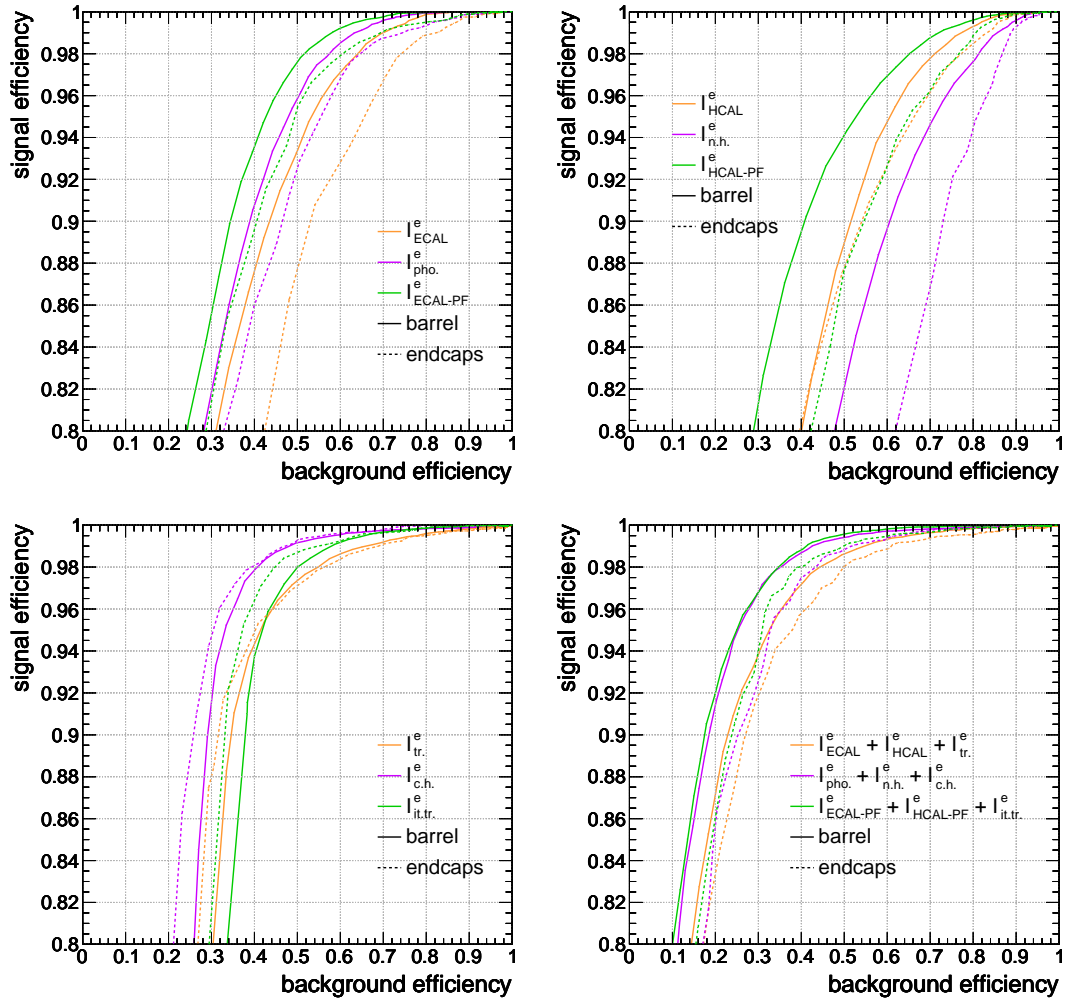 signal efficiency
1
0.98
0.96
0.94
0.92
0.9
0.88
0.86
0.84
0.82
0.8
I^e_ECAL
I^e_pho.
I^e_ECAL-PF
barrel
endcaps
0 0.1 0.2 0.3 0.4 0.5 0.6 0.7 0.8 0.9 1
background efficiency
signal efficiency
1
0.98
0.96
0.94
0.92
0.9
0.88
0.86
0.84
0.82
0.8
I^e_HCAL
I^e_n.h.
I^e_HCAL-PF
barrel
endcaps
0 0.1 0.2 0.3 0.4 0.5 0.6 0.7 0.8 0.9 1
background efficiency
signal efficiency
1
0.98
0.96
0.94
0.92
0.9
0.88
0.86
0.84
0.82
0.8
I^e_tr.
I^e_c.h.
I^e_it.tr.
barrel
endcaps
0 0.1 0.2 0.3 0.4 0.5 0.6 0.7 0.8 0.9 1
background efficiency
signal efficiency
1
0.98
0.96
0.94
0.92
0.9
0.88
0.86
0.84
0.82
0.8
I^e_ECAL + I^e_HCAL + I^e_tr.
I^e_pho. + I^e_n.h. + I^e_c.h.
I^e_ECAL-PF + I^e_HCAL-PF + I^e_it.tr.
barrel
endcaps
0 0.1 0.2 0.3 0.4 0.5 0.6 0.7 0.8 0.9 1
background efficiency